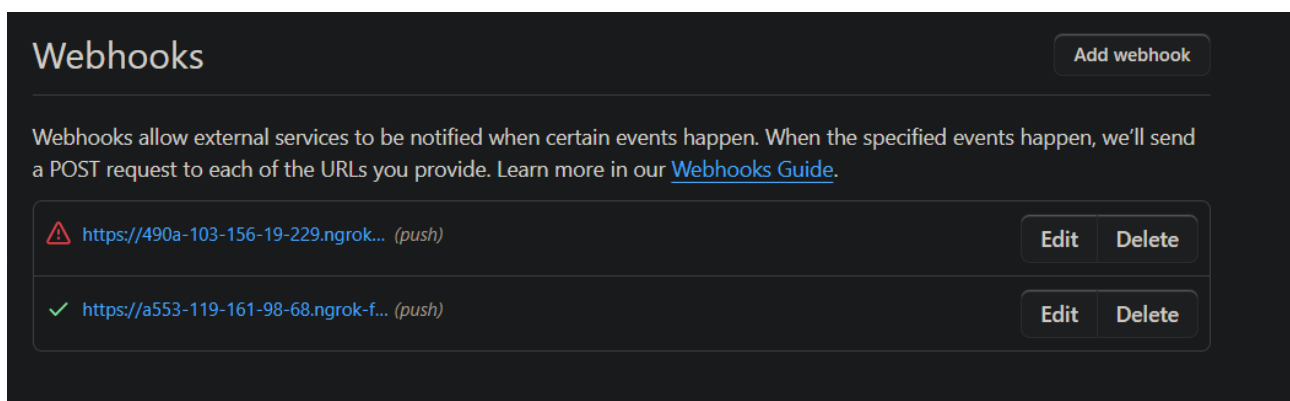 Webhooks
Add webhook
Webhooks allow external services to be notified when certain events happen. When the specified events happen, we’ll send
a POST request to each of the URLs you provide. Learn more in our Webhooks Guide.
https://490a-103-156-19-229.ngrok... (push)
Edit Delete
https://a553-119-161-98-68.ngrok-f... (push)
Edit Delete